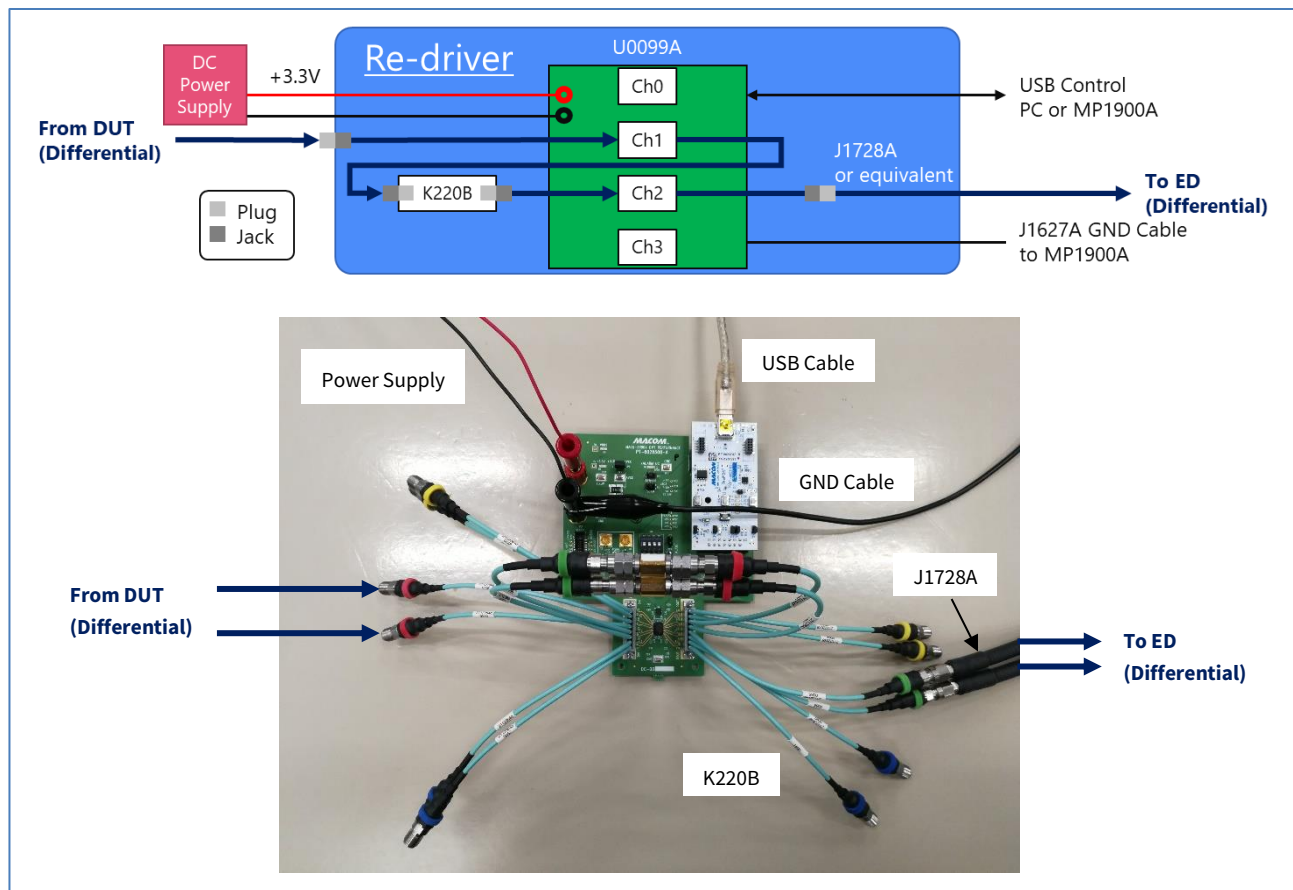 U0099A
Re-driver
DC
Power
Supply
+3.3V
Ch0
USB Control
PC or MP1900A
From DUT
(Differential)
Ch1
J1728A
or equivalent
K220B
Ch2
To ED
(Differential)
Plug
Jack
Ch3
J1627A GND Cable
to MP1900A
Power Supply
USB Cable
MACOM
GND Cable
J1728A
From DUT
(Differential)
To ED
(Differential)
K220B